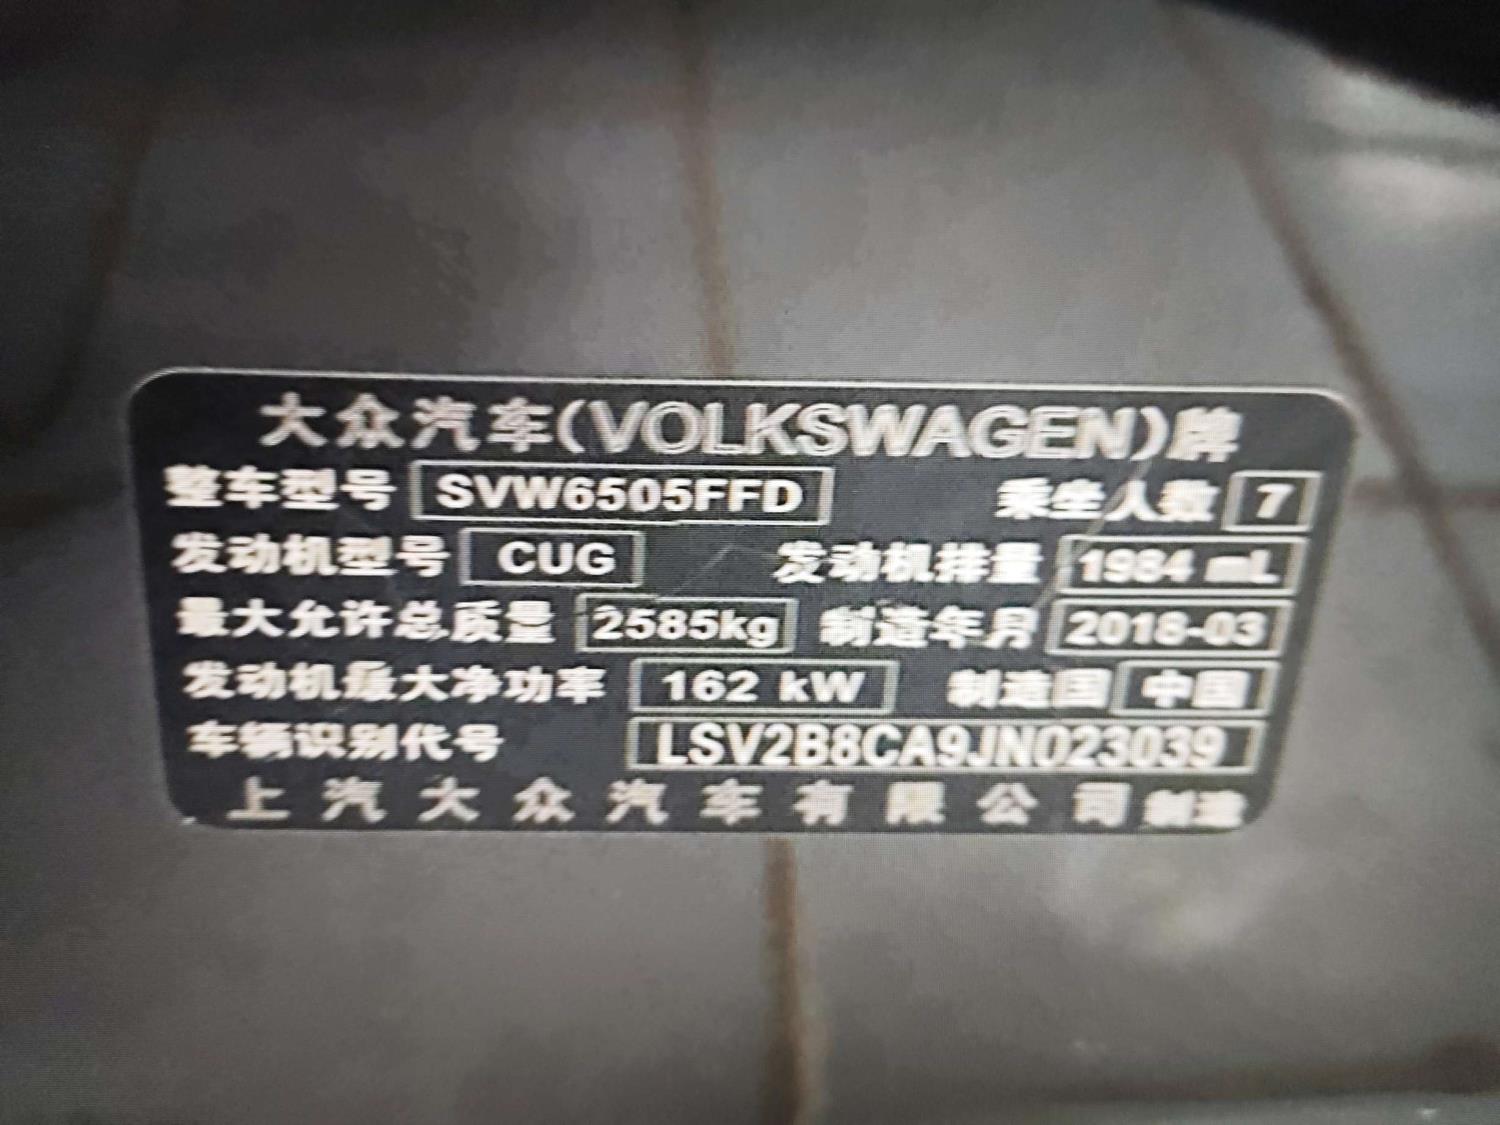 大众汽车(VOLKSWAGEN)牌
整车型号 SVW6505FFD 乘坐人数 7
发动机型号 CUG 发动机排量 1984 mL
最大允许总质量 2585kg 制造年月 2018-03
发动机最大净功率 162 kW 制造国 中国
车辆识别代号 LSV2B8CA9JN023039
上汽大众汽车有限公司制造